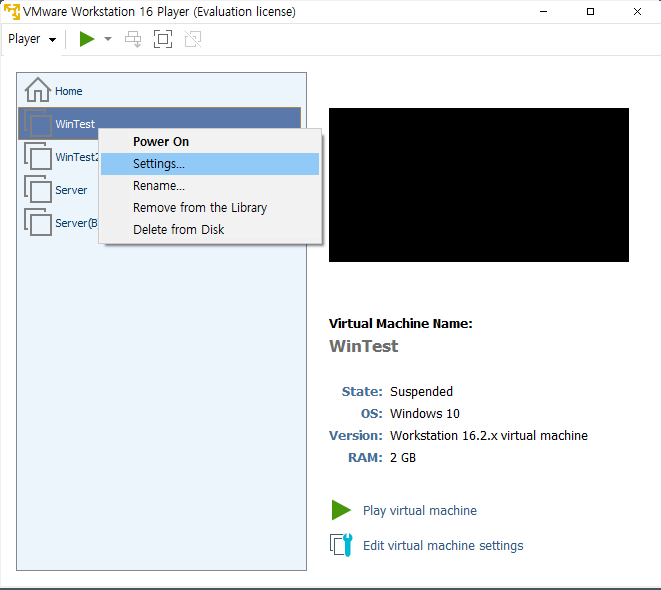 VMware Workstation 16 Player (Evaluation license)
Player
Home
WinTest
WinTest2
Server
Server(B
Power On
Settings...
Rename...
Remove from the Library
Delete from Disk
Virtual Machine Name:
WinTest
State: Suspended
OS: Windows 10
Version: Workstation 16.2.x virtual machine
RAM: 2 GB
Play virtual machine
Edit virtual machine settings